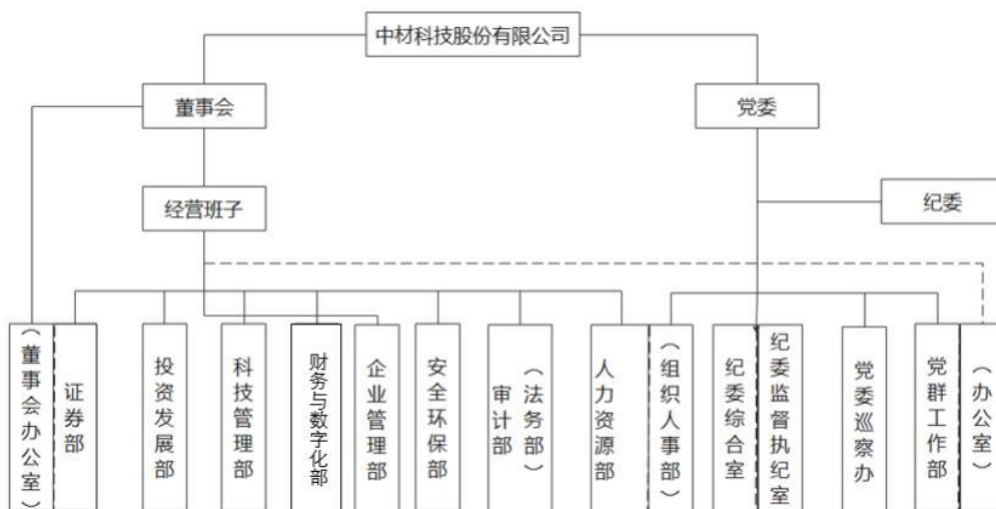 中材科技股份有限公司
董事会
党委
经营班子
纪委
（董事会办公室）
证券部
投资发展部
科技管理部
财务与数字化部
企业管理部
安全环保部
审计部
（法务部）
人力资源部
（组织人事部）
纪委综合室
纪委监督执纪室
党委巡察办
党群工作部
（办公室）